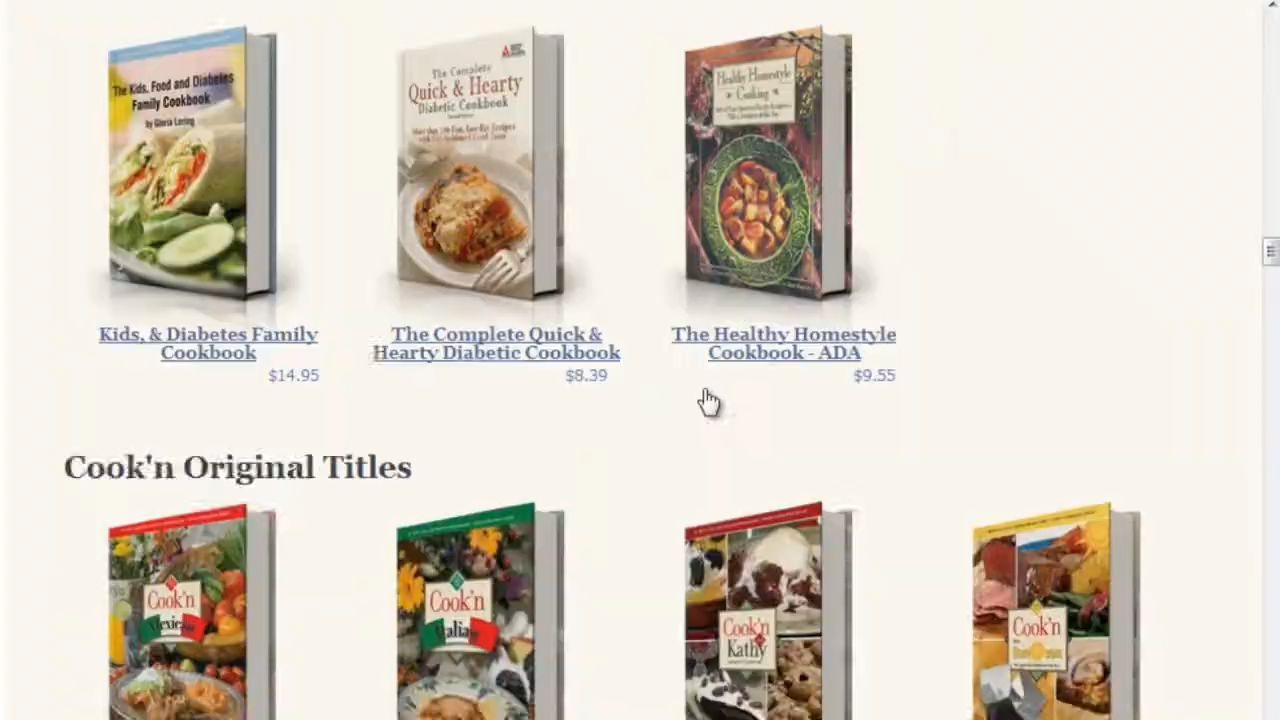 The Kids, Food and Diabetes
Family Cookbook
by Gloria Loring
The Complete
Quick & Hearty
Diabetic Cookbook
Healthy Homestyle
Cooking
Kids, & Diabetes Family
Cookbook
$14.95
The Complete Quick &
Hearty Diabetic Cookbook
$8.39
The Healthy Homestyle
Cookbook - ADA
$9.55
Cook'n Original Titles
Cook'n
Mexican
Cook'n
Italian
Cook'n
Kathy
Cook'n